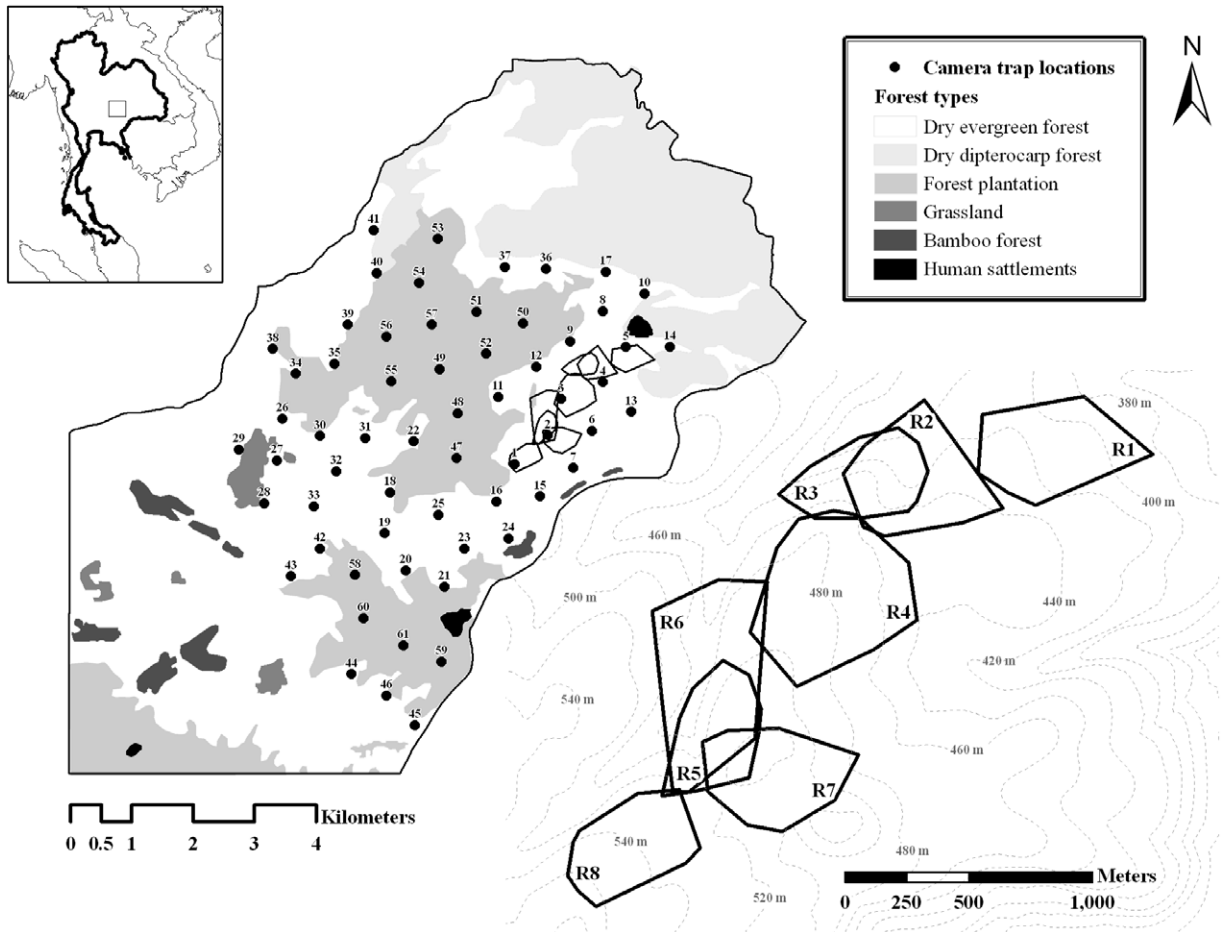 N
Camera trap locations
Forest types
Dry evergreen forest
Dry dipterocarp forest
Forest plantation
Grassland
Bamboo forest
Human sattlements
41
53
40
54
37
36
17
10
8
39
56
57
51
50
9
5
14
38
34
35
55
49
52
12
4
11
3
13
48
26
30
31
22
2
6
29
27
32
47
1
7
28
33
18
16
15
25
19
24
42
23
43
58
20
21
60
61
59
44
46
45
Kilometers
0 0.5 1 2 3 4
380 m
R2
R1
R3
400 m
460 m
480 m
500 m
440 m
R4
R6
420 m
540 m
460 m
R5
R7
540 m
R8
480 m
520 m
Meters
0 250 500 1,000